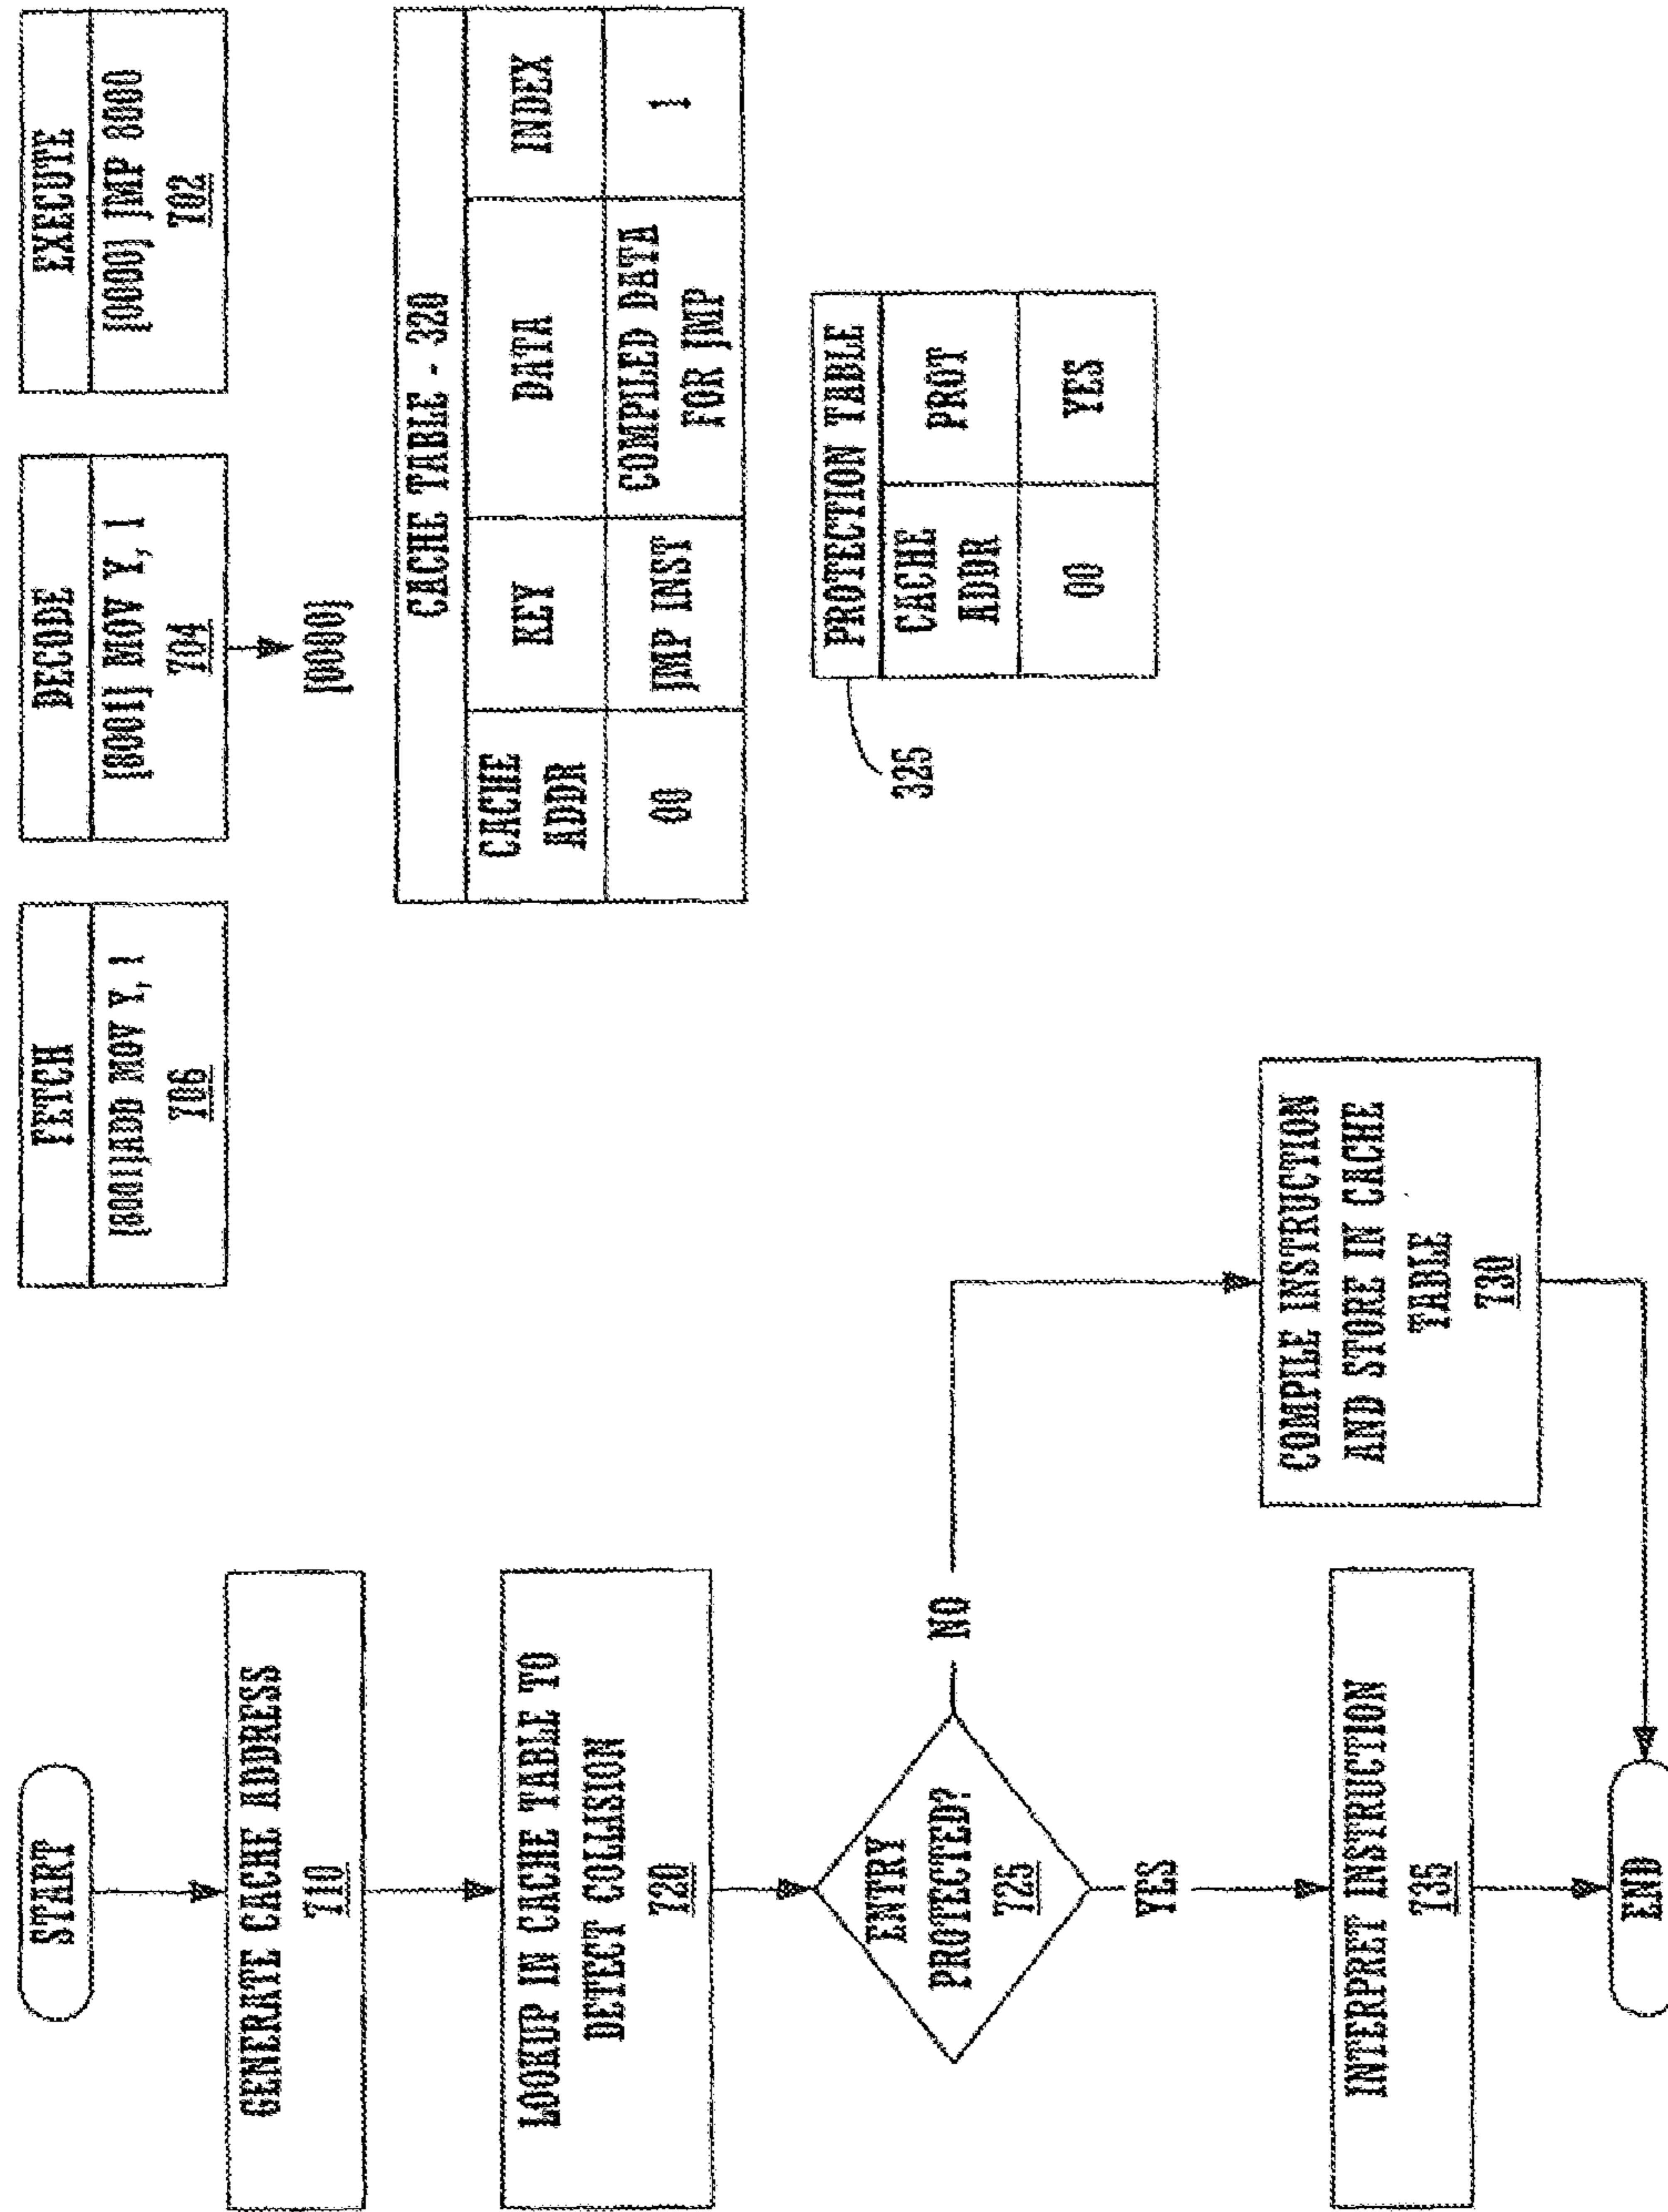 START
GENERATE CACHE ADDRESS
710
LOOKUP IN CACHE TABLE TO
DETECT COLLISION
720
ENTRY
PROTECTED?
725
NO
YES
COMPILE INSTRUCTION
AND STORE IN CACHE
TABLE
730
INTERPRET INSTRUCTION
735
END
FETCH
[8001]ADD MOV Y, 1
706
DECODE
[8001] MOV Y, 1
704
[0000]
EXECUTE
[0000] JMP 8000
702
CACHE TABLE - 320
CACHE
ADDR
KEY
DATA
INDEX
00
JMP INST
COMPILED DATA
FOR JMP
1
325
PROTECTION TABLE
CACHE
ADDR
PROT
00
YES